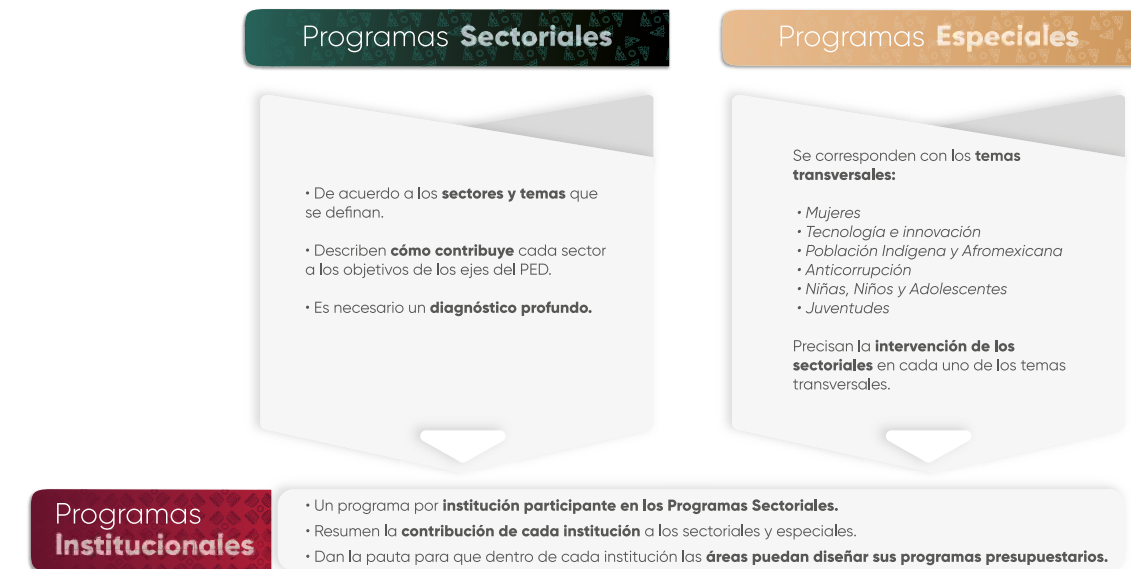 Programas Sectoriales
• De acuerdo a los sectores y temas que
se definan.
• Describen cómo contribuye cada sector
a los objetivos de los ejes del PED.
• Es necesario un diagnóstico profundo.
Programas Especiales
Se corresponden con los temas
transversales:
• Mujeres
• Tecnología e innovación
• Población Indígena y Afromexicana
• Anticorrupción
• Niñas, Niños y Adolescentes
• Juventudes
Precisan la intervención de los
sectoriales en cada uno de los temas
transversales.
Programas
Institucionales
• Un programa por institución participante en los Programas Sectoriales.
• Resumen la contribución de cada institución a los sectoriales y especiales.
• Dan la pauta para que dentro de cada institución las áreas puedan diseñar sus programas presupuestarios.